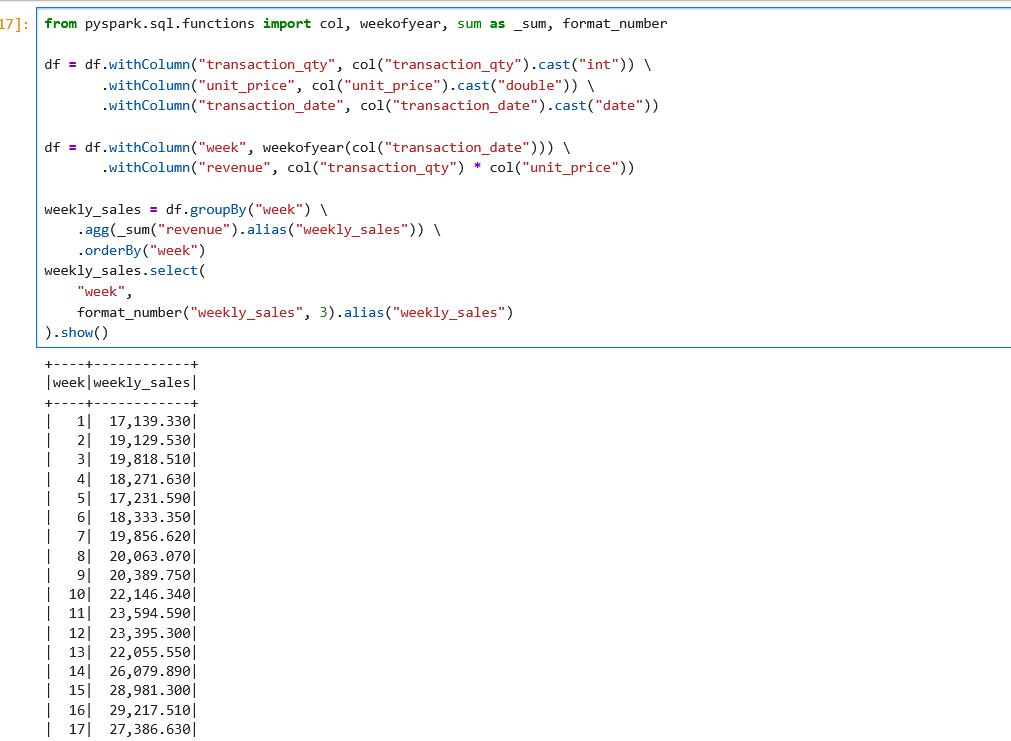 17]:
from pyspark.sql.functions import col, weekofyear, sum as _sum, format_number
df = df.withColumn("transaction_qty", col("transaction_qty").cast("int")) \
.withColumn("unit_price", col("unit_price").cast("double")) \
.withColumn("transaction_date", col("transaction_date").cast("date"))
df = df.withColumn("week", weekofyear(col("transaction_date"))) \
.withColumn("revenue", col("transaction_qty") * col("unit_price"))
weekly_sales = df.groupBy("week") \
.agg(_sum("revenue").alias("weekly_sales")) \
.orderBy("week")
weekly_sales.select(
"week",
format_number("weekly_sales", 3).alias("weekly_sales")
).show()
+----+------------+
|week|weekly_sales|
+----+------------+
|   1|  17,139.330|
|   2|  19,129.530|
|   3|  19,818.510|
|   4|  18,271.630|
|   5|  17,231.590|
|   6|  18,333.350|
|   7|  19,856.620|
|   8|  20,063.070|
|   9|  20,389.750|
|  10|  22,146.340|
|  11|  23,594.590|
|  12|  23,395.300|
|  13|  22,055.550|
|  14|  26,079.890|
|  15|  28,981.300|
|  16|  29,217.510|
|  17|  27,386.630|